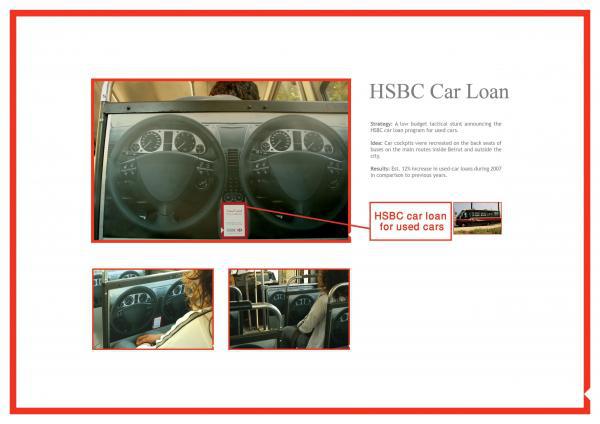 HSBC Car Loan
Strategy: A low budget tactical stunt announcing the
HSBC car loan program for used cars.
Idea: Car cockpits were recreated on the back seats of
buses on the main routes inside Beirut and outside the
city.
Results: Est. 12% increase in used-car loans during 2007
in comparison to previous years.
HSBC car loan
for used cars